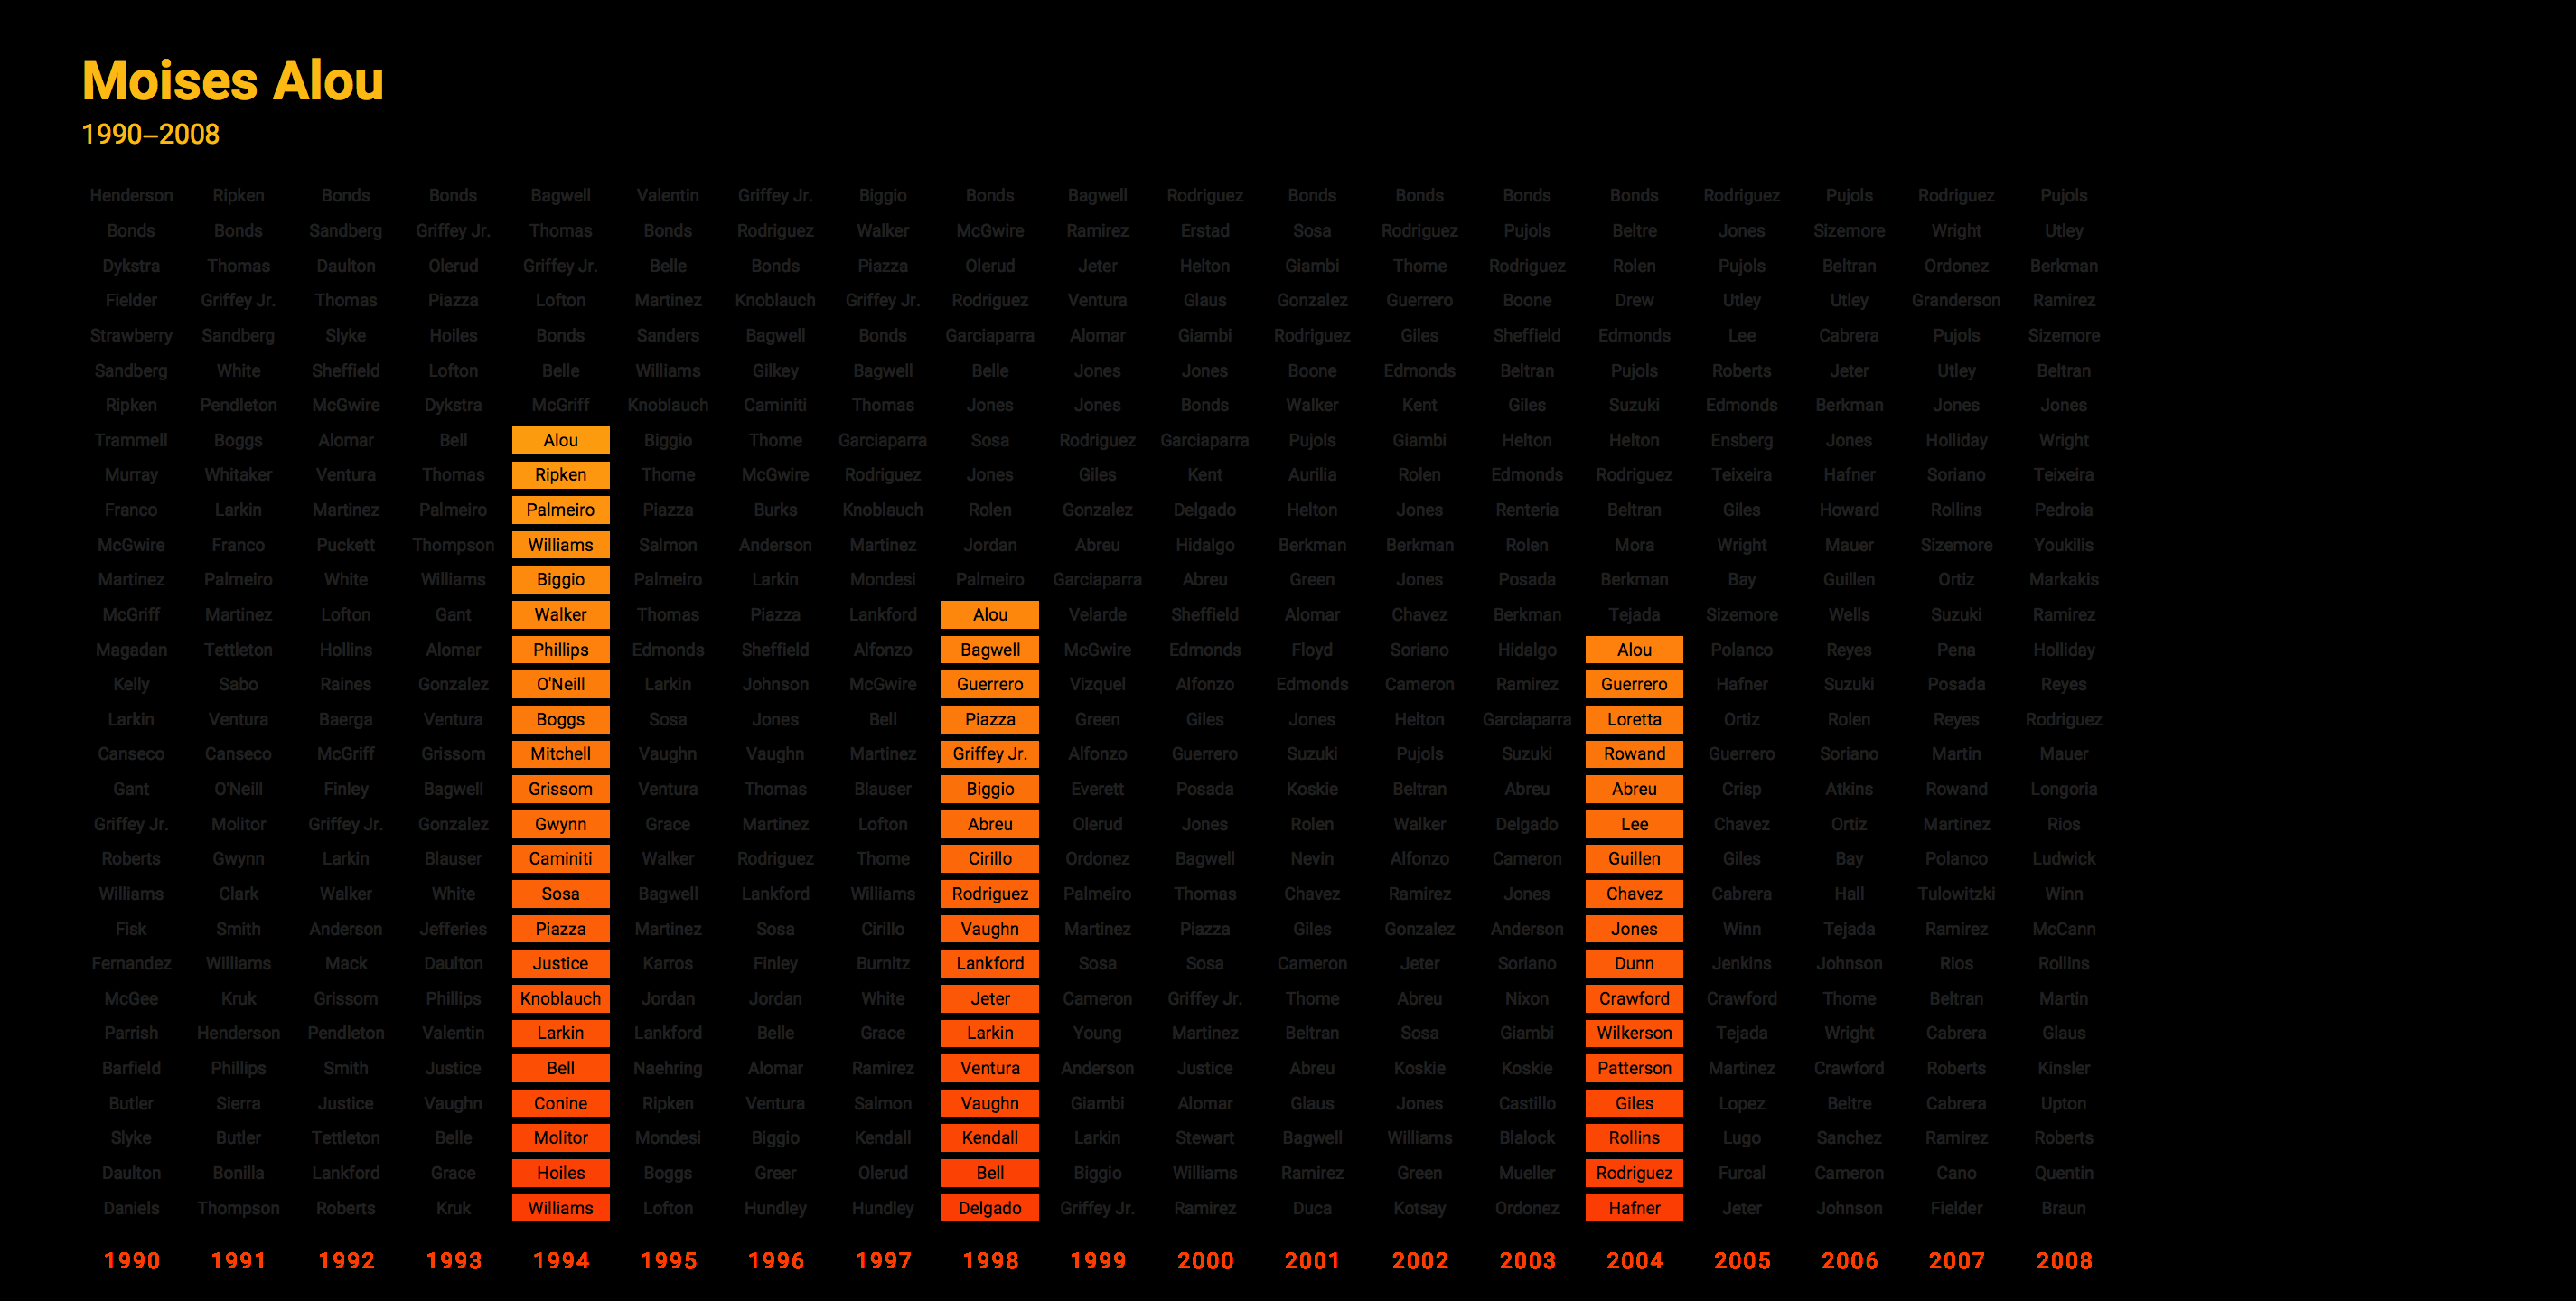 Moises Alou
1990–2008
Henderson Ripken Bonds Bonds Bagwell Valentin Griffey Jr. Biggio Bonds Bagwell Rodriguez Bonds Bonds Bonds Bonds Rodriguez Pujols Rodriguez Pujols
Bonds Bonds Sandberg Griffey Jr. Thomas Bonds Rodriguez Walker McGwire Ramirez Erstad Sosa Rodriguez Pujols Beltre Jones Sizemore Wright Utley
Dykstra Thomas Daulton Olerud Griffey Jr. Belle Bonds Piazza Olerud Jeter Helton Giambi Thome Rodriguez Rolen Pujols Beltran Ordonez Berkman
Fielder Griffey Jr. Thomas Piazza Lofton Martinez Knoblauch Griffey Jr. Rodriguez Ventura Glaus Gonzalez Guerrero Boone Drew Utley Utley Granderson Ramirez
Strawberry Sandberg Slyke Hoiles Bonds Sanders Bagwell Bonds Garciaparra Alomar Giambi Rodriguez Giles Sheffield Edmonds Lee Cabrera Pujols Sizemore
Sandberg White Sheffield Lofton Belle Williams Gilkey Bagwell Belle Jones Jones Boone Edmonds Beltran Pujols Roberts Jeter Utley Beltran
Ripken Pendleton McGwire Dykstra McGriff Knoblauch Caminiti Thomas Jones Jones Bonds Walker Kent Giles Suzuki Edmonds Berkman Jones Jones
Trammell Boggs Alomar Bell Alou Biggio Thome Garciaparra Sosa Rodriguez Garciaparra Pujols Giambi Helton Helton Ensberg Jones Holliday Wright
Murray Whitaker Ventura Thomas Ripken Thome McGwire Rodriguez Jones Giles Kent Aurilia Rolen Edmonds Rodriguez Teixeira Hafner Soriano Teixeira
Franco Larkin Martinez Palmeiro Palmeiro Piazza Burks Knoblauch Rolen Gonzalez Delgado Helton Jones Renteria Beltran Giles Howard Rollins Pedroia
McGwire Franco Puckett Thompson Williams Salmon Anderson Martinez Jordan Abreu Hidalgo Berkman Berkman Rolen Mora Wright Mauer Sizemore Youkilis
Martinez Palmeiro White Williams Biggio Palmeiro Larkin Mondesi Palmeiro Garciaparra Abreu Green Jones Posada Berkman Bay Guillen Ortiz Markakis
McGriff Martinez Lofton Gant Walker Thomas Piazza Lankford Alou Velarde Sheffield Alomar Chavez Berkman Tejada Sizemore Wells Suzuki Ramirez
Magadan Tettleton Hollins Alomar Phillips Edmonds Sheffield Alfonzo Bagwell McGwire Edmonds Floyd Soriano Hidalgo Alou Polanco Reyes Pena Holliday
Kelly Sabo Raines Gonzalez O'Neill Larkin Johnson McGwire Guerrero Vizquel Alfonzo Edmonds Cameron Ramirez Guerrero Hafner Suzuki Posada Reyes
Larkin Ventura Baerga Ventura Boggs Sosa Jones Bell Piazza Green Giles Jones Helton Garciaparra Loretta Ortiz Rolen Reyes Rodriguez
Canseco Canseco McGriff Grissom Mitchell Vaughn Vaughn Martinez Griffey Jr. Alfonzo Guerrero Suzuki Pujols Suzuki Rowand Guerrero Soriano Martin Mauer
Gant O'Neill Finley Bagwell Grissom Ventura Thomas Blauser Biggio Everett Posada Koskie Beltran Abreu Abreu Crisp Atkins Rowand Longoria
Griffey Jr. Molitor Griffey Jr. Gonzalez Gwynn Grace Martinez Lofton Abreu Olerud Jones Rolen Walker Delgado Lee Chavez Ortiz Martinez Rios
Roberts Gwynn Larkin Blauser Caminiti Walker Rodriguez Thome Cirillo Ordonez Bagwell Nevin Alfonzo Cameron Guillen Giles Bay Polanco Ludwick
Williams Clark Walker White Sosa Bagwell Lankford Williams Rodriguez Palmeiro Thomas Chavez Ramirez Jones Chavez Cabrera Hall Tulowitzki Winn
Fisk Smith Anderson Jefferies Piazza Martinez Sosa Cirillo Vaughn Martinez Piazza Giles Gonzalez Anderson Jones Winn Tejada Ramirez McCann
Fernandez Williams Mack Daulton Justice Karros Finley Burnitz Lankford Sosa Sosa Cameron Jeter Soriano Dunn Jenkins Johnson Rios Rollins
McGee Kruk Grissom Phillips Knoblauch Jordan Jordan White Jeter Cameron Griffey Jr. Thome Abreu Nixon Crawford Crawford Thome Beltran Martin
Parrish Henderson Pendleton Valentin Larkin Lankford Belle Grace Larkin Young Martinez Beltran Sosa Giambi Wilkerson Tejada Wright Cabrera Glaus
Barfield Phillips Smith Justice Bell Naehring Alomar Ramirez Ventura Anderson Justice Abreu Koskie Koskie Patterson Martinez Crawford Roberts Kinsler
Butler Sierra Justice Vaughn Conine Ripken Ventura Salmon Vaughn Giambi Alomar Glaus Jones Castillo Giles Lopez Beltre Cabrera Upton
Slyke Butler Tettleton Belle Molitor Mondesi Biggio Kendall Kendall Larkin Stewart Bagwell Williams Blalock Rollins Lugo Sanchez Ramirez Roberts
Daulton Bonilla Lankford Grace Hoiles Boggs Greer Olerud Bell Biggio Williams Ramirez Green Mueller Rodriguez Furcal Cameron Cano Quentin
Daniels Thompson Roberts Kruk Williams Lofton Hundley Hundley Delgado Griffey Jr. Ramirez Duca Kotsay Ordonez Hafner Jeter Johnson Fielder Braun
1990 1991 1992 1993 1994 1995 1996 1997 1998 1999 2000 2001 2002 2003 2004 2005 2006 2007 2008